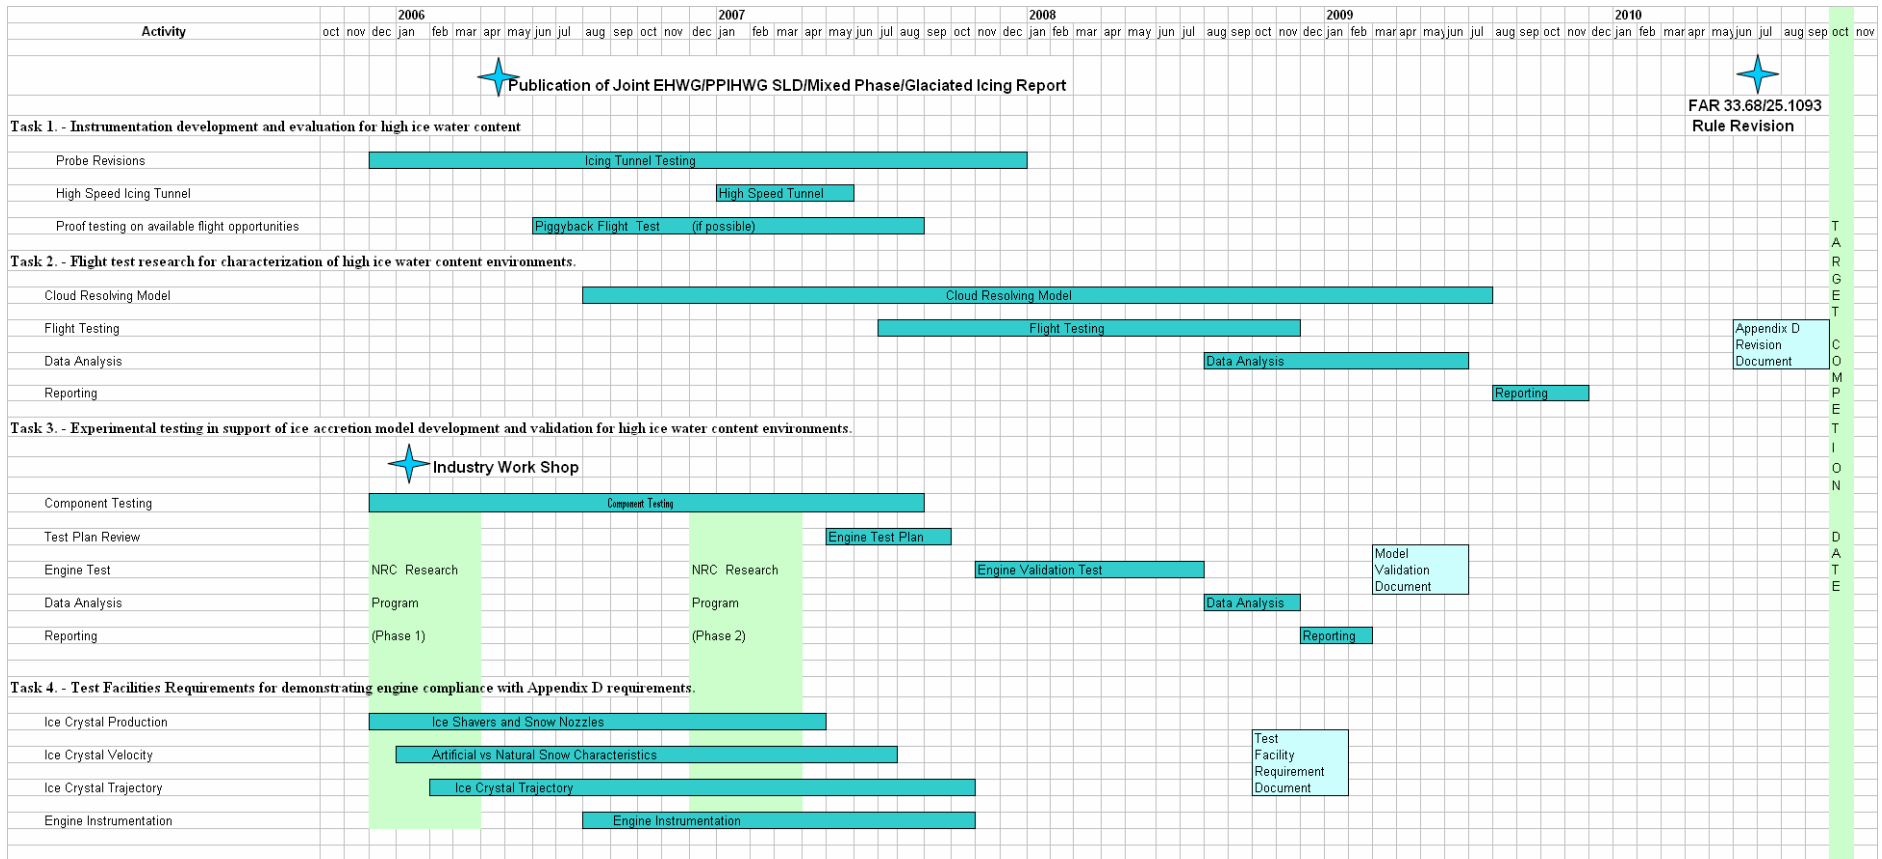 2006 2007 2008 2009 2010
Activity oct nov dec jan feb mar apr may jun jul aug sep oct nov dec jan feb mar apr may jun jul aug sep oct nov dec jan feb mar apr may jun jul aug sep oct nov dec jan feb mar apr may jun jul aug sep oct nov dec jan feb mar apr may jun jul aug sep oct nov
Publication of Joint EHWG/PPIHWG SLD/Mixed Phase/Glaciated Icing Report
FAR 33.68/25.1093
Rule Revision
Task 1. - Instrumentation development and evaluation for high ice water content
Probe Revisions Icing Tunnel Testing
High Speed Icing Tunnel High Speed Tunnel
Proof testing on available flight opportunities Piggyback Flight Test (if possible)
Task 2. - Flight test research for characterization of high ice water content environments.
Cloud Resolving Model Cloud Resolving Model
Flight Testing Flight Testing
Appendix D
Revision
Document
Data Analysis Data Analysis
Reporting Reporting
TARGET COMPETION DATE
Task 3. - Experimental testing in support of ice accretion model development and validation for high ice water content environments.
Industry Work Shop
Component Testing Component Testing
Test Plan Review Engine Test Plan
Engine Test Engine Validation Test
Model
Validation
Document
NRC Research
Program
(Phase 1)
NRC Research
Program
(Phase 2)
Data Analysis Data Analysis
Reporting Reporting
Task 4. - Test Facilities Requirements for demonstrating engine compliance with Appendix D requirements.
Ice Crystal Production Ice Shavers and Snow Nozzles
Ice Crystal Velocity Artificial vs Natural Snow Characteristics
Test
Facility
Requirement
Document
Ice Crystal Trajectory Ice Crystal Trajectory
Engine Instrumentation Engine Instrumentation